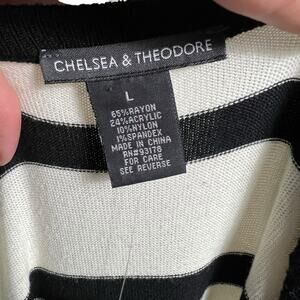 CHELSEA & THEODORE
L
65%RAYON
24%ACRYLIC
10%NYLON
1%SPANDEX
MADE IN CHINA
RN#93178
FOR CARE
SEE REVERSE